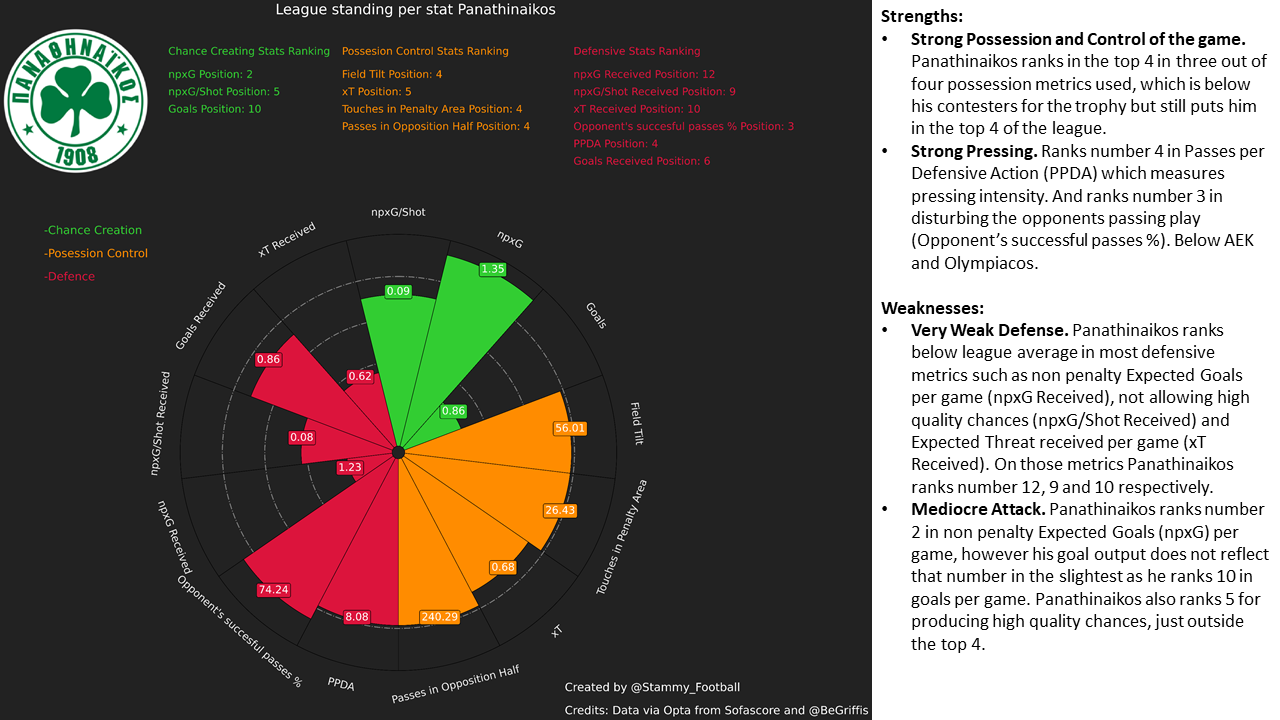 League standing per stat Panathinaikos
ΠΑΝΑΘΗΝΑΪΚΟΣ
1908
Chance Creating Stats Ranking
npxG Position: 2
npxG/Shot Position: 5
Goals Position: 10
Possesion Control Stats Ranking
Field Tilt Position: 4
xT Position: 5
Touches in Penalty Area Position: 4
Passes in Opposition Half Position: 4
Defensive Stats Ranking
npxG Received Position: 12
npxG/Shot Received Position: 9
xT Received Position: 10
Opponent's succesful passes % Position: 3
PPDA Position: 4
Goals Received Position: 6
-Chance Creation
-Posession Control
-Defence
npxG/Shot
0.09
npxG
1.35
Goals
0.86
Field Tilt
56.01
Touches in Penalty Area
26.43
xT
0.68
Passes in Opposition Half
240.29
PPDA
8.08
Opponent's succesful passes %
74.24
npxG Received
1.23
npxG/Shot Received
0.08
Goals Received
0.86
xT Received
0.62
Created by @Stammy_Football
Credits: Data via Opta from Sofascore and @BeGriffis
Strengths:
• Strong Possession and Control of the game.
Panathinaikos ranks in the top 4 in three out of
four possession metrics used, which is below
his contesters for the trophy but still puts him
in the top 4 of the league.
• Strong Pressing. Ranks number 4 in Passes per
Defensive Action (PPDA) which measures
pressing intensity. And ranks number 3 in
disturbing the opponents passing play
(Opponent's successful passes %). Below AEK
and Olympiacos.
Weaknesses:
• Very Weak Defense. Panathinaikos ranks
below league average in most defensive
metrics such as non penalty Expected Goals
per game (npxG Received), not allowing high
quality chances (npxG/Shot Received) and
Expected Threat received per game (xT
Received). On those metrics Panathinaikos
ranks number 12, 9 and 10 respectively.
• Mediocre Attack. Panathinaikos ranks number
2 in non penalty Expected Goals (npxG) per
game, however his goal output does not reflect
that number in the slightest as he ranks 10 in
goals per game. Panathinaikos also ranks 5 for
producing high quality chances, just outside
the top 4.